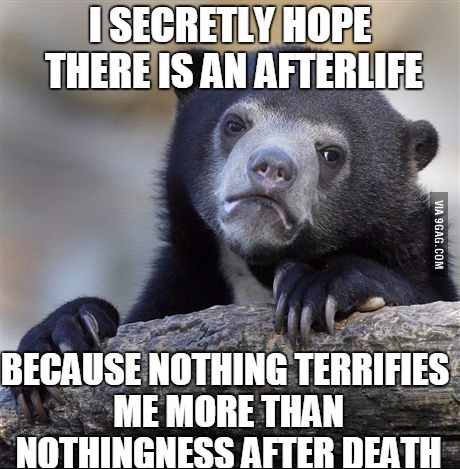 I SECRETLY HOPE
THERE IS AN AFTERLIFE
VIA 9GAG.COM
BECAUSE NOTHING TERRIFIES
ME MORE THAN
NOTHINGNESS AFTER DEATH